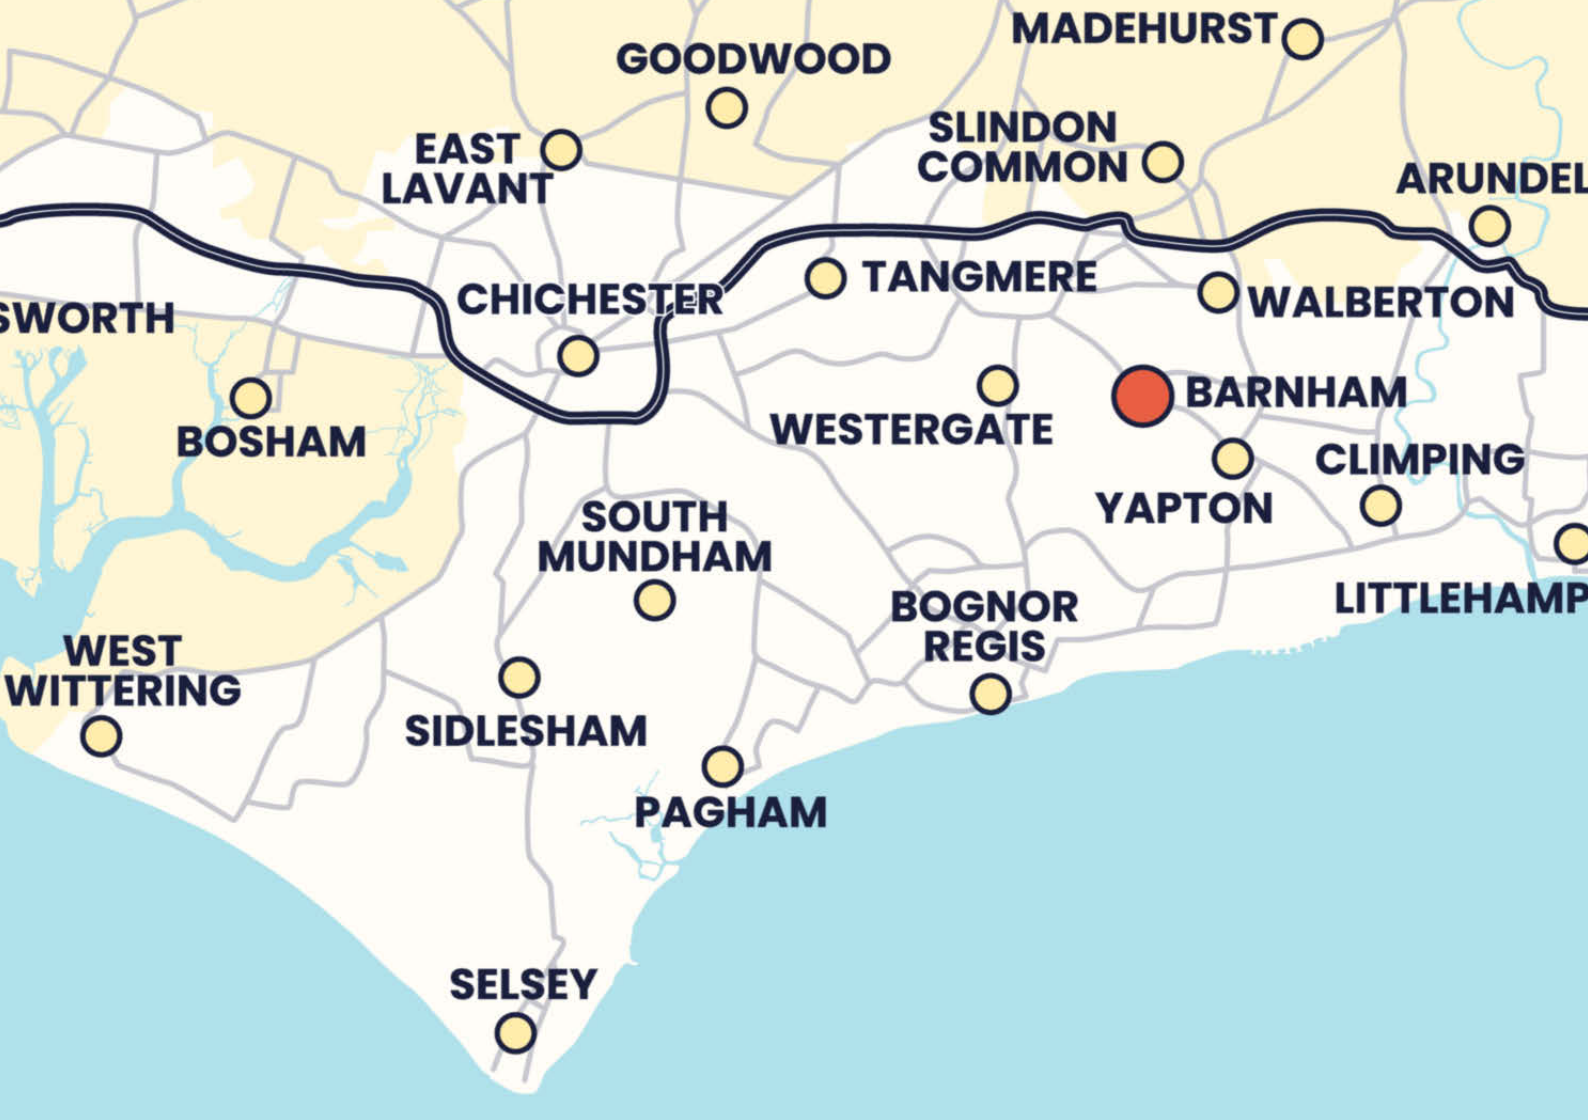 MADEHURST
GOODWOOD
SLINDON
COMMON
EAST
LAVANT
ARUNDEL
TANGMERE
CHICHESTER
WALBERTON
SWORTH
BARNHAM
WESTERGATE
BOSHAM
CLIMPING
YAPTON
SOUTH
MUNDHAM
LITTLEHAMP
BOGNOR
REGIS
WEST
WITTERING
SIDLESHAM
PAGHAM
SELSEY